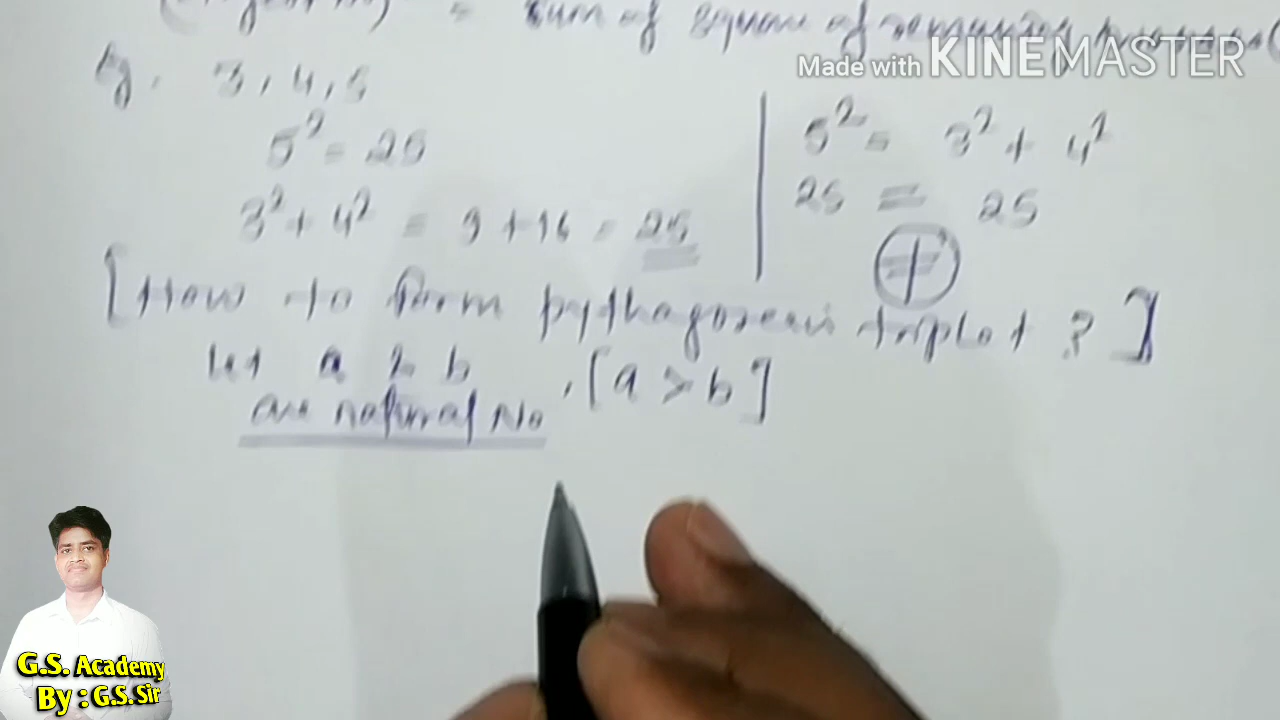 = sum of square of remaining
Made with KINEMASTER
Eg. 3, 4, 5
5² = 25
3² + 4² = 9 + 16 = 25
5² = 3² + 4²
25 = 25
[How to form pythagorean triplet ?]
let a & b , [a > b]
are natural No
G.S. Academy
By : G.S. Sir